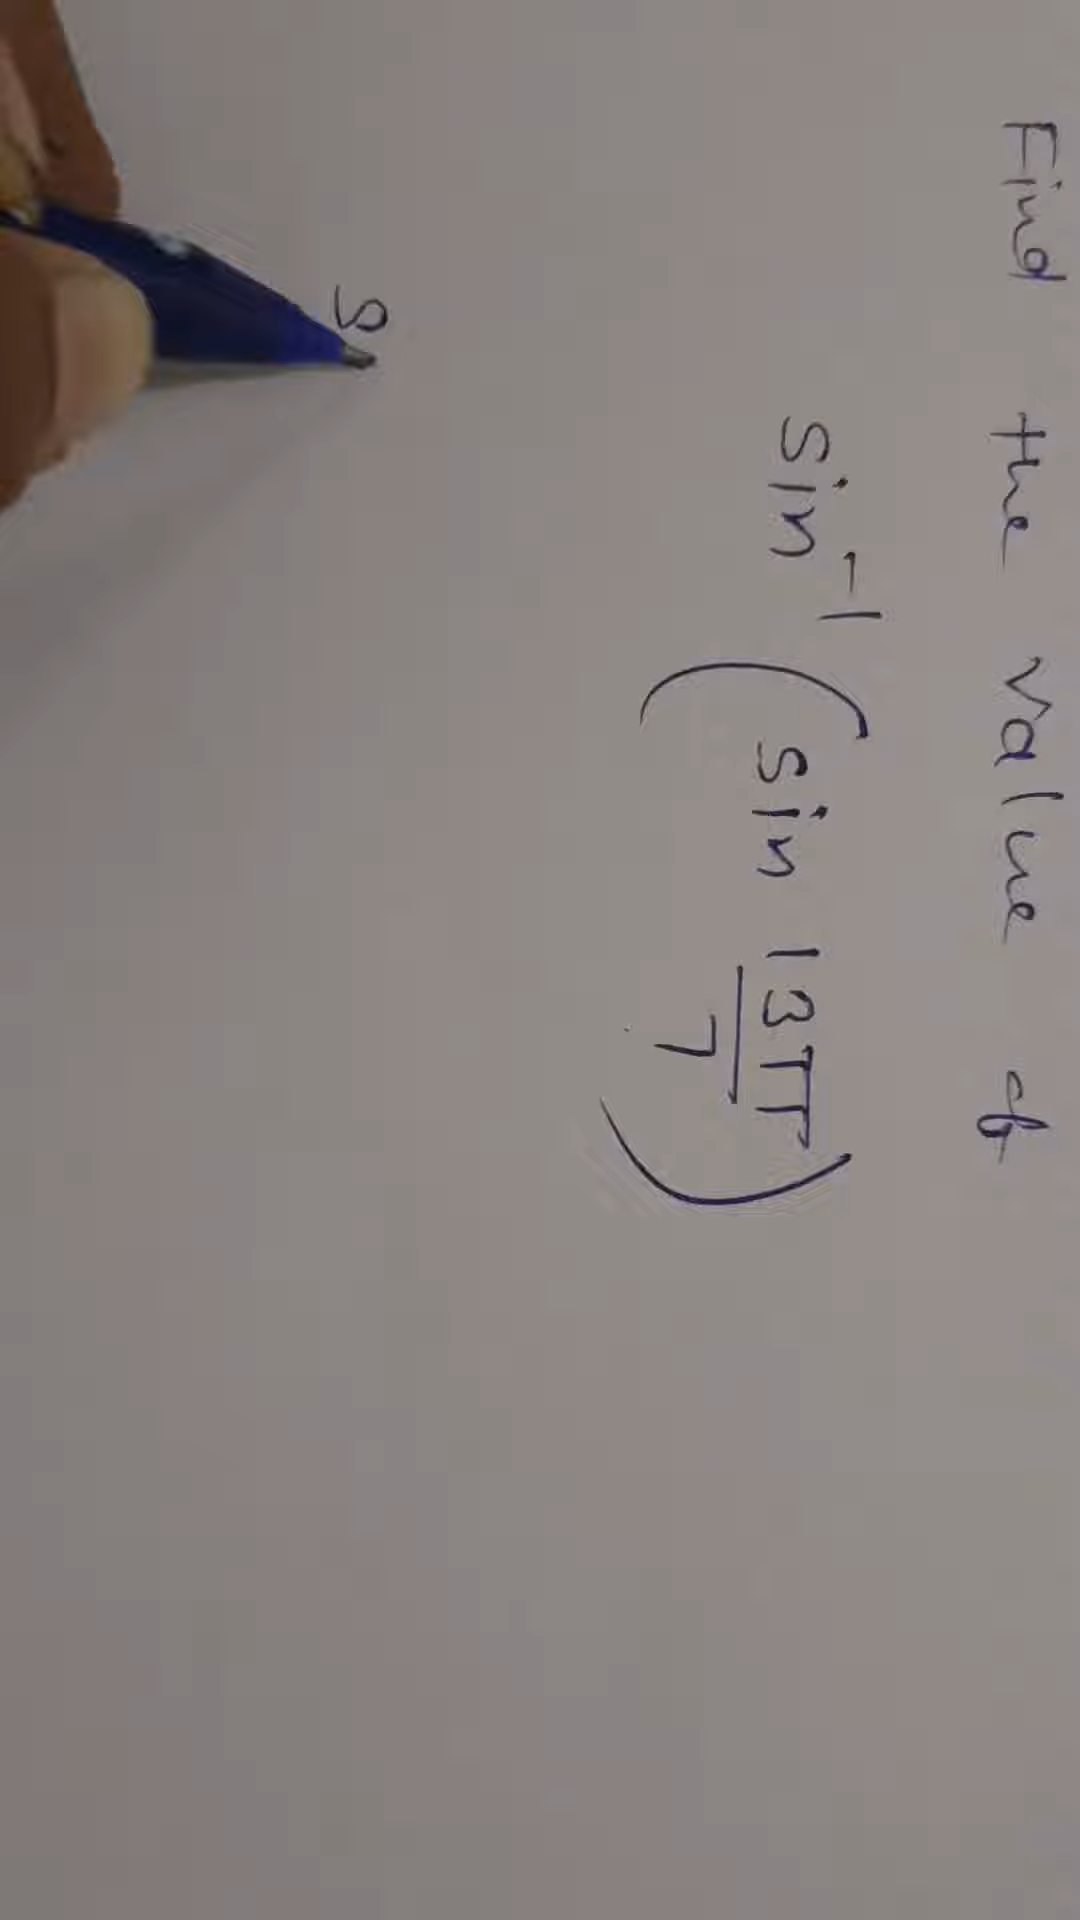 Find the value of
sin⁻¹ ( sin 13π/7 )
S